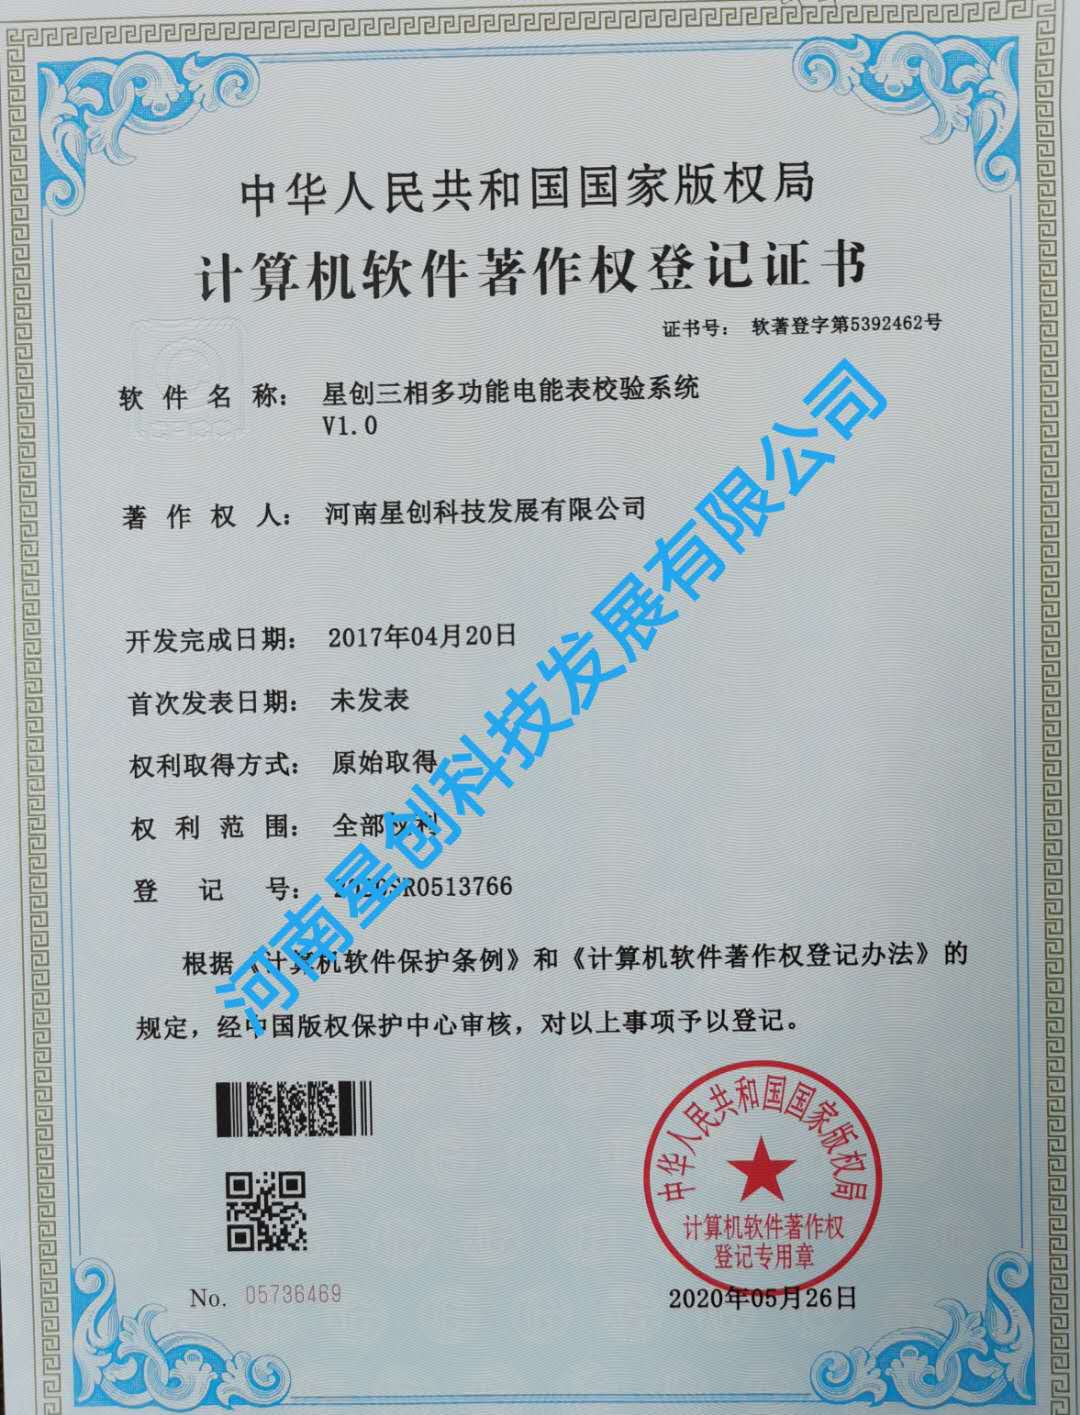 中华人民共和国国家版权局
计算机软件著作权登记证书
证书号： 软著登字第5392462号
软件名称： 星创三相多功能电能表校验系统
V1.0
著作权人： 河南星创科技发展有限公司
开发完成日期： 2017年04月20日
首次发表日期： 未发表
权利取得方式： 原始取得
权利范围： 全部权利
登记号： 2020SR0513766
根据《计算机软件保护条例》和《计算机软件著作权登记办法》的
规定，经中国版权保护中心审核，对以上事项予以登记。
河南星创科技发展有限公司
中华人民共和国国家版权局
计算机软件著作权
登记专用章
No. 05736469
2020年05月26日